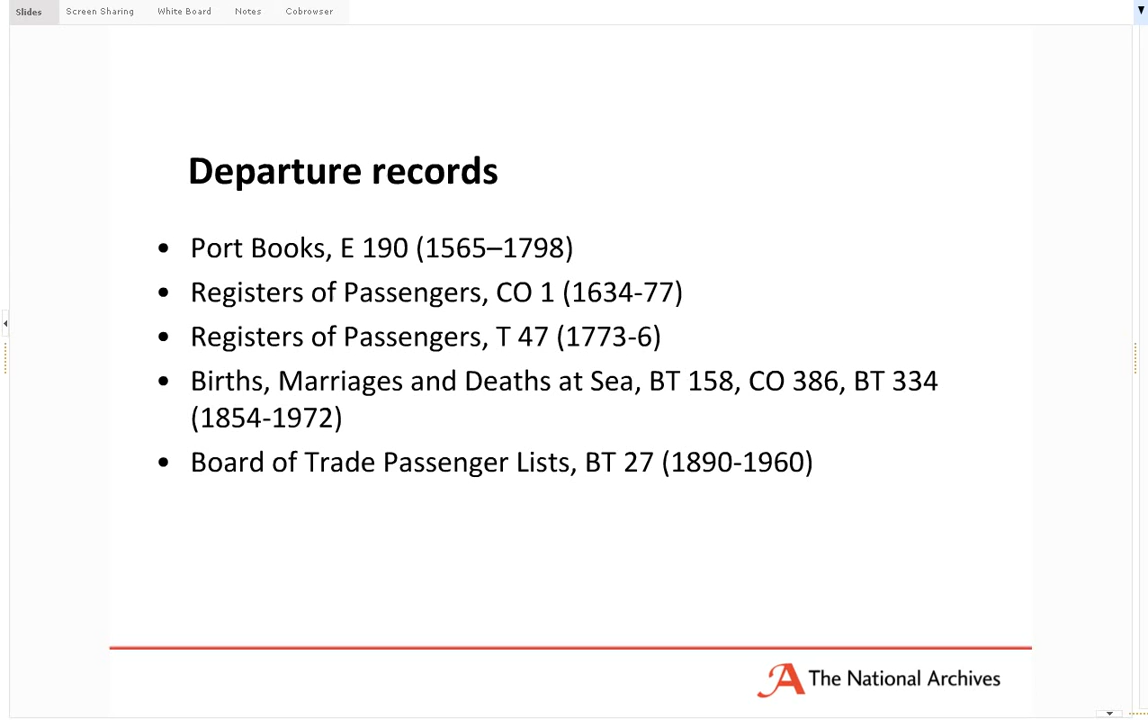 Slides Screen Sharing White Board Notes Cobrowser
Departure records
• Port Books, E 190 (1565–1798)
• Registers of Passengers, CO 1 (1634-77)
• Registers of Passengers, T 47 (1773-6)
• Births, Marriages and Deaths at Sea, BT 158, CO 386, BT 334
(1854-1972)
• Board of Trade Passenger Lists, BT 27 (1890-1960)
The National Archives